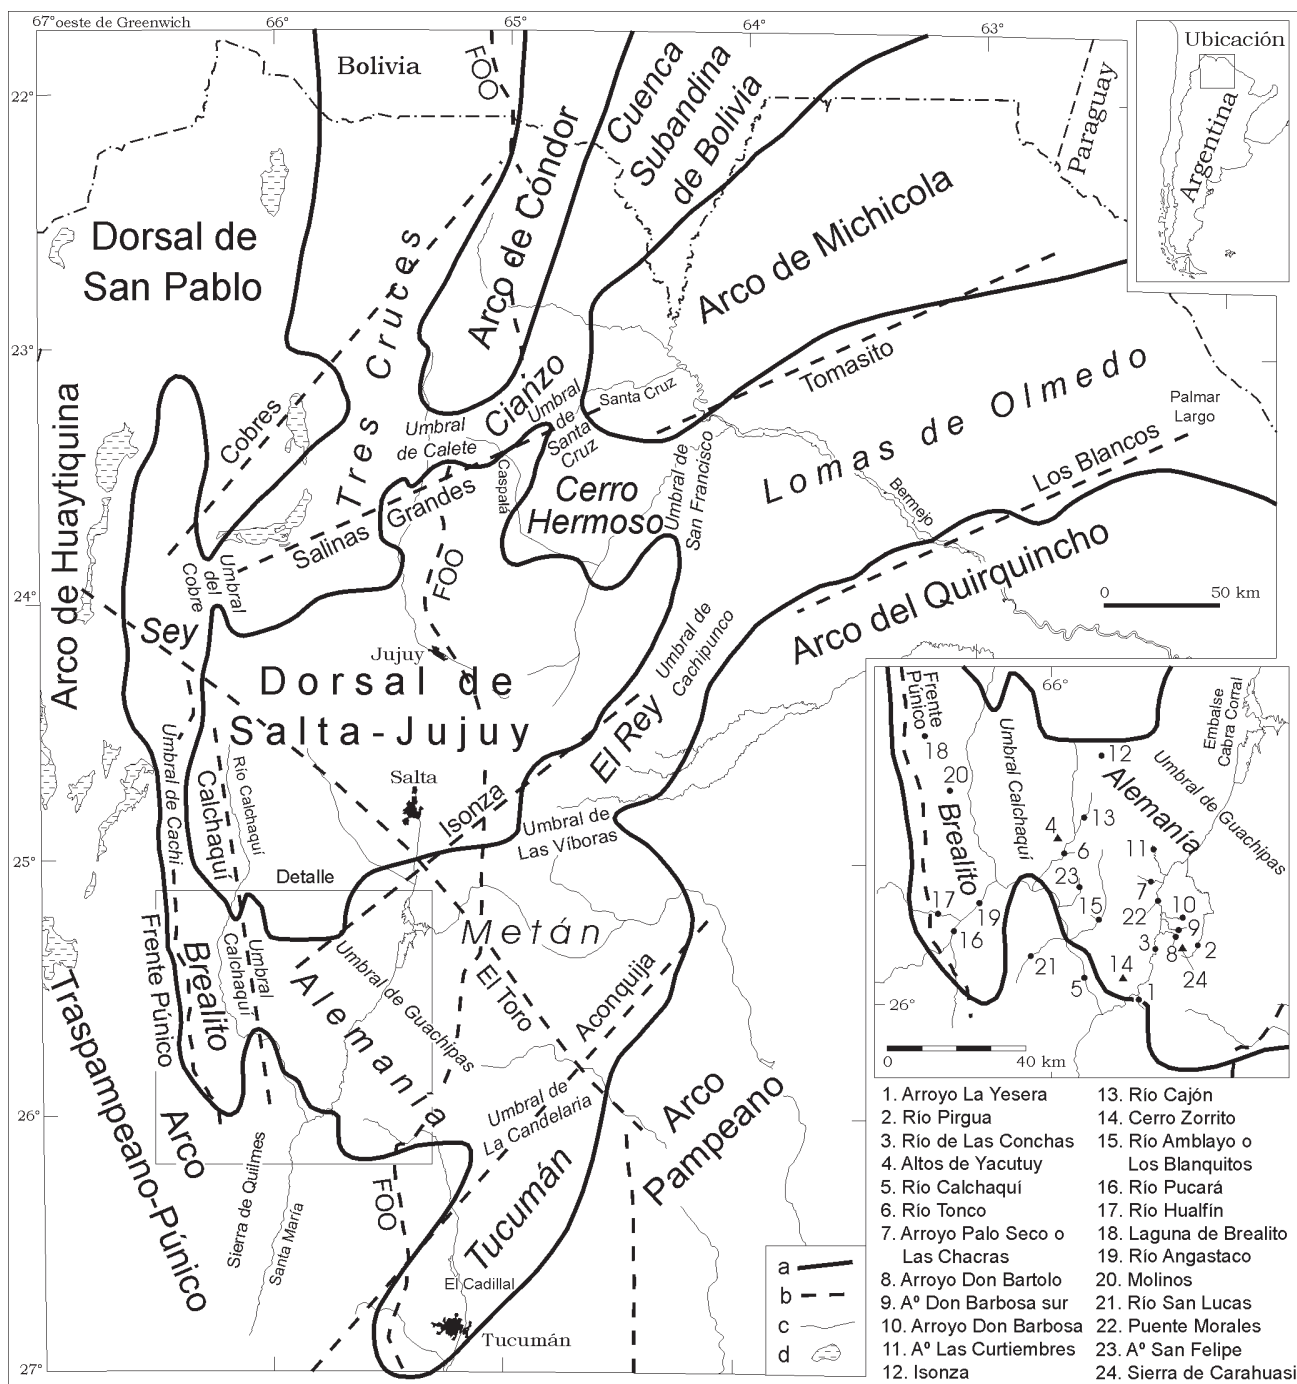 67° oeste de Greenwich
66°
65°
64°
63°
22°
23°
24°
25°
26°
27°
Bolivia
FOO
Cuenca
Subandina
de Bolivia
Paraguay
Ubicación
Argentina
Dorsal de
San Pablo
Tres Cruces
Arco de Cóndor
Arco de Michicola
Arco de Huaytiquina
Cobres
Cianzo
Umbral
de Calete
Umbral
de
Santa
Cruz
Santa Cruz
Tomasito
Lomas de Olmedo
Palmar
Largo
Los Blancos
Salinas Grandes
Caspalá
Cerro
Hermoso
Umbral de
San Francisco
Bermejo
Umbral
del
Cobre
FOO
Arco del Quirquincho
0 50 km
Sey
Jujuy
Dorsal de
Salta-Jujuy
Umbral de
Cachipunco
El Rey
Umbral de Cachi
Calchaquí
Río Calchaquí
Salta
Isonza
Umbral de
Las Víboras
Detalle
Metán
Frente Púnico
Brealito
Umbral
Calchaquí
Umbral de Guachipas
Alemanía
El Toro
Aconquija
Arco
Traspampeano-Púnico
Umbral de
La Candelaria
Arco
Pampeano
Sierra de Quilmes
Santa María
FOO
Tucumán
El Cadillal
Tucumán
a
b
c
d
66°
Frente
Púnico
18
20
Brealito
Umbral Calchaquí
12
Alemanía
Umbral de Guachipas
Embalse
Cabra Corral
4
13
6
11
23
7
17
19
15
22
10
16
9
3
8
2
21
5
14
24
1
26°
0 40 km
1. Arroyo La Yesera
2. Río Pirgua
3. Río de Las Conchas
4. Altos de Yacutuy
5. Río Calchaquí
6. Río Tonco
7. Arroyo Palo Seco o
Las Chacras
8. Arroyo Don Bartolo
9. Aº Don Barbosa sur
10. Arroyo Don Barbosa
11. Aº Las Curtiembres
12. Isonza
13. Río Cajón
14. Cerro Zorrito
15. Río Amblayo o
Los Blanquitos
16. Río Pucará
17. Río Hualfín
18. Laguna de Brealito
19. Río Angastaco
20. Molinos
21. Río San Lucas
22. Puente Morales
23. Aº San Felipe
24. Sierra de Carahuasi